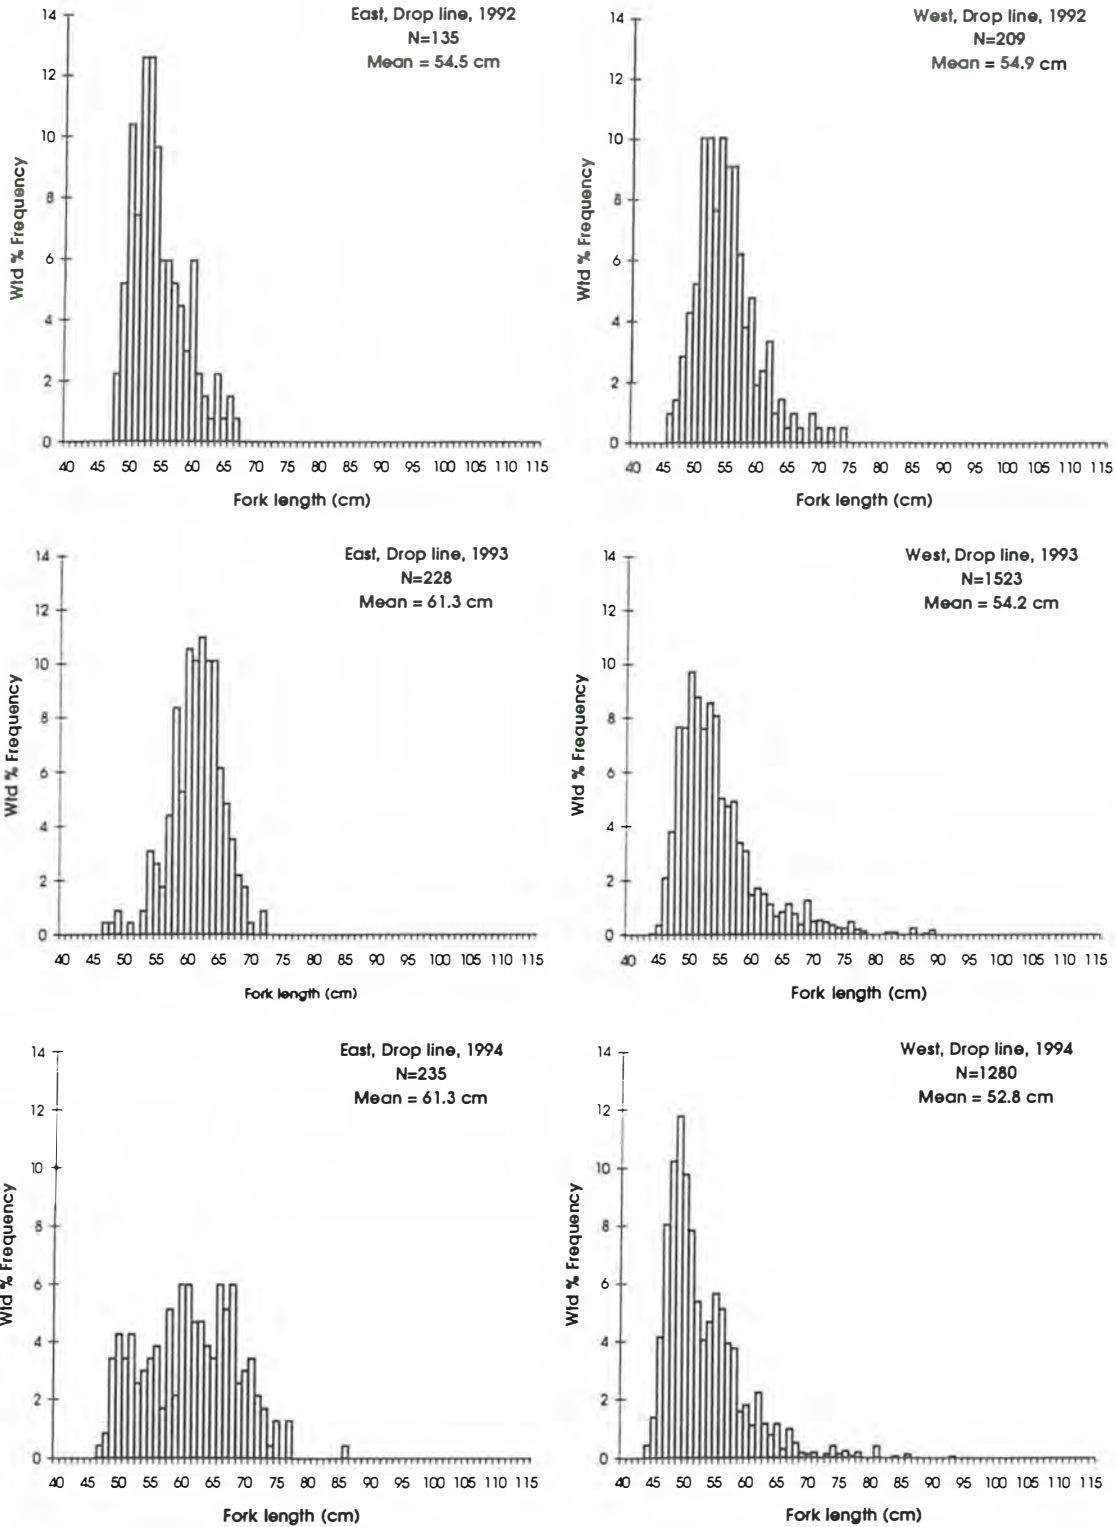 East, Drop line, 1992
N=135
Mean = 54.5 cm
14
12
10
8
6
4
2
0
Wtd % Frequency
40 45 50 55 60 65 70 75 80 85 90 95 100 105 110 115
Fork length (cm)
West, Drop line, 1992
N=209
Mean = 54.9 cm
14
12
10
8
6
4
2
0
Wtd % Frequency
40 45 50 55 60 65 70 75 80 85 90 95 100 105 110 115
Fork length (cm)
East, Drop line, 1993
N=228
Mean = 61.3 cm
14
12
10
8
6
4
2
0
Wtd % Frequency
40 45 50 55 60 65 70 75 80 85 90 95 100 105 110 115
Fork length (cm)
West, Drop line, 1993
N=1523
Mean = 54.2 cm
14
12
10
8
6
4
2
0
Wtd % Frequency
40 45 50 55 60 65 70 75 80 85 90 95 100 105 110 115
Fork length (cm)
East, Drop line, 1994
N=235
Mean = 61.3 cm
14
12
10
8
6
4
2
0
Wtd % Frequency
40 45 50 55 60 65 70 75 80 85 90 95 100 105 110 115
Fork length (cm)
West, Drop line, 1994
N=1280
Mean = 52.8 cm
14
12
10
8
6
4
2
0
Wtd % Frequency
40 45 50 55 60 65 70 75 80 85 90 95 100 105 110 115
Fork length (cm)